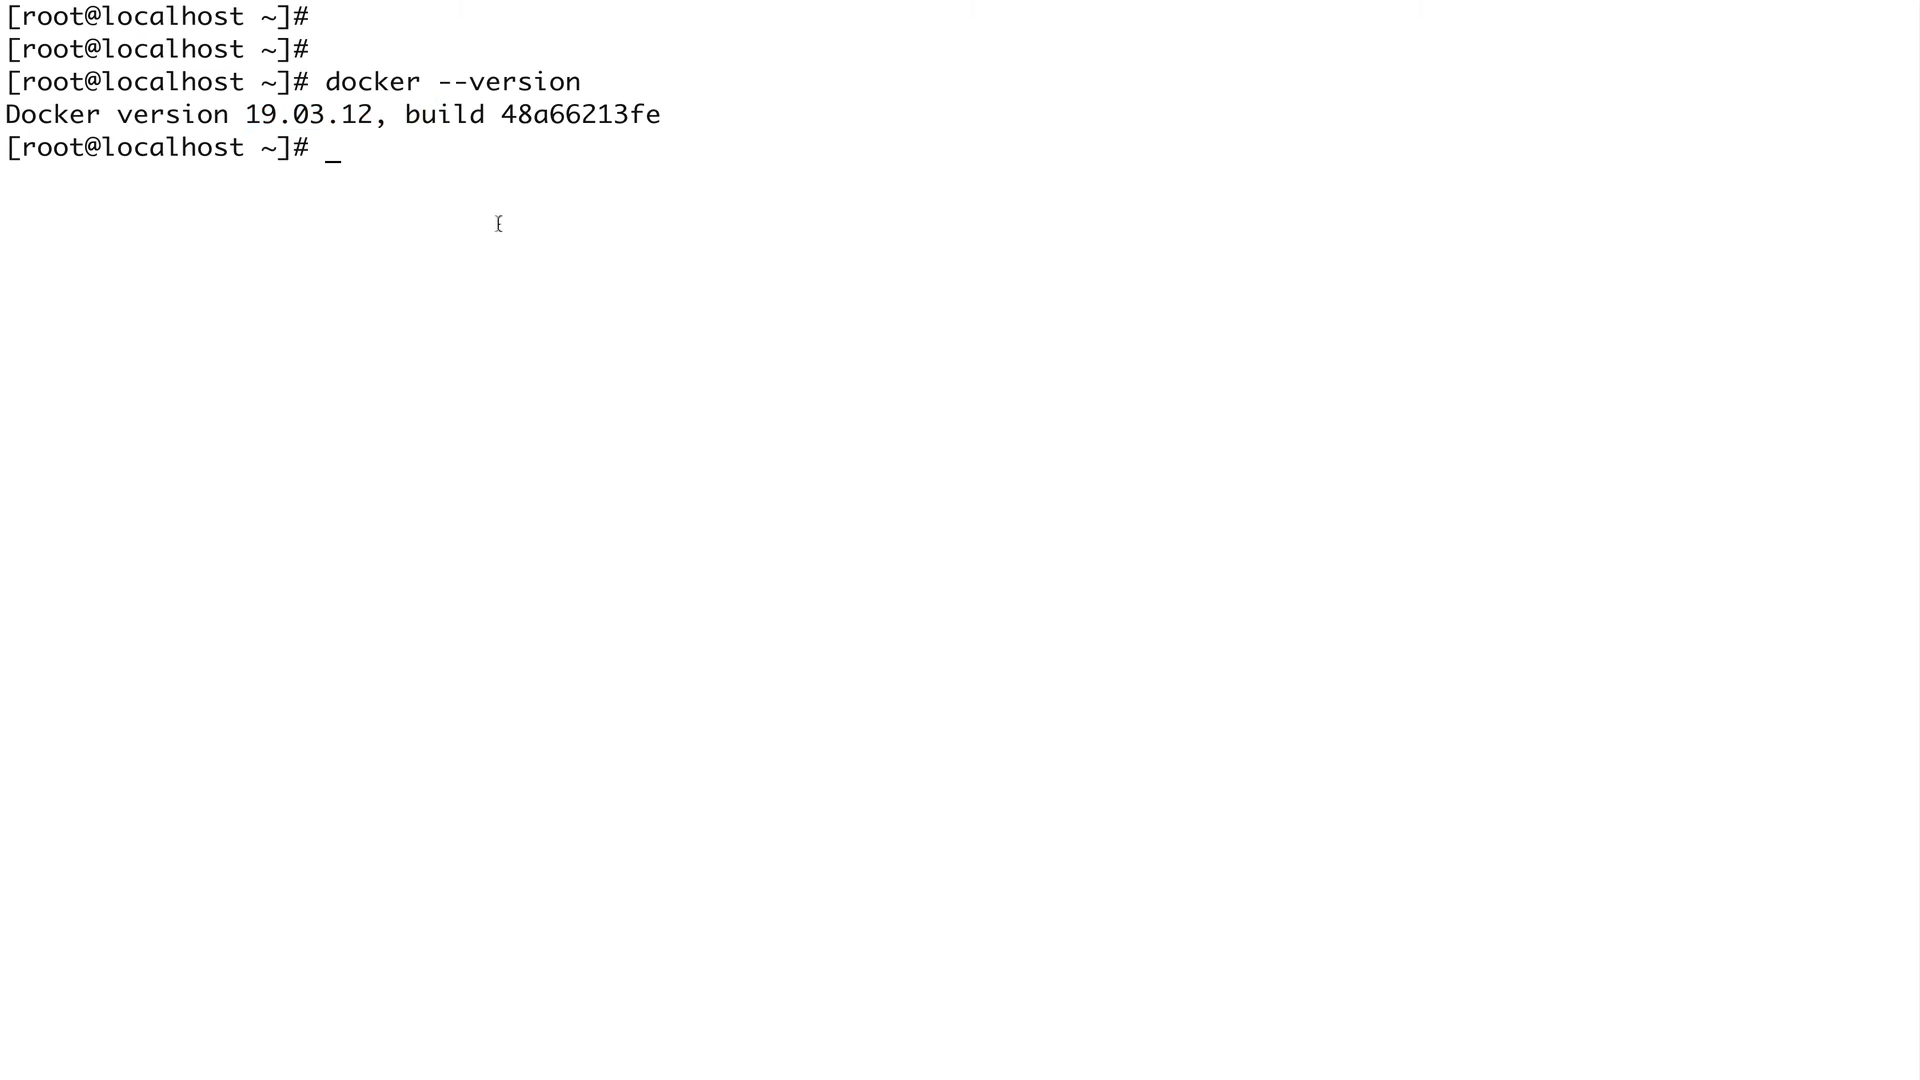 [root@localhost ~]#
[root@localhost ~]#
[root@localhost ~]# docker --version
Docker version 19.03.12, build 48a66213fe
[root@localhost ~]# _